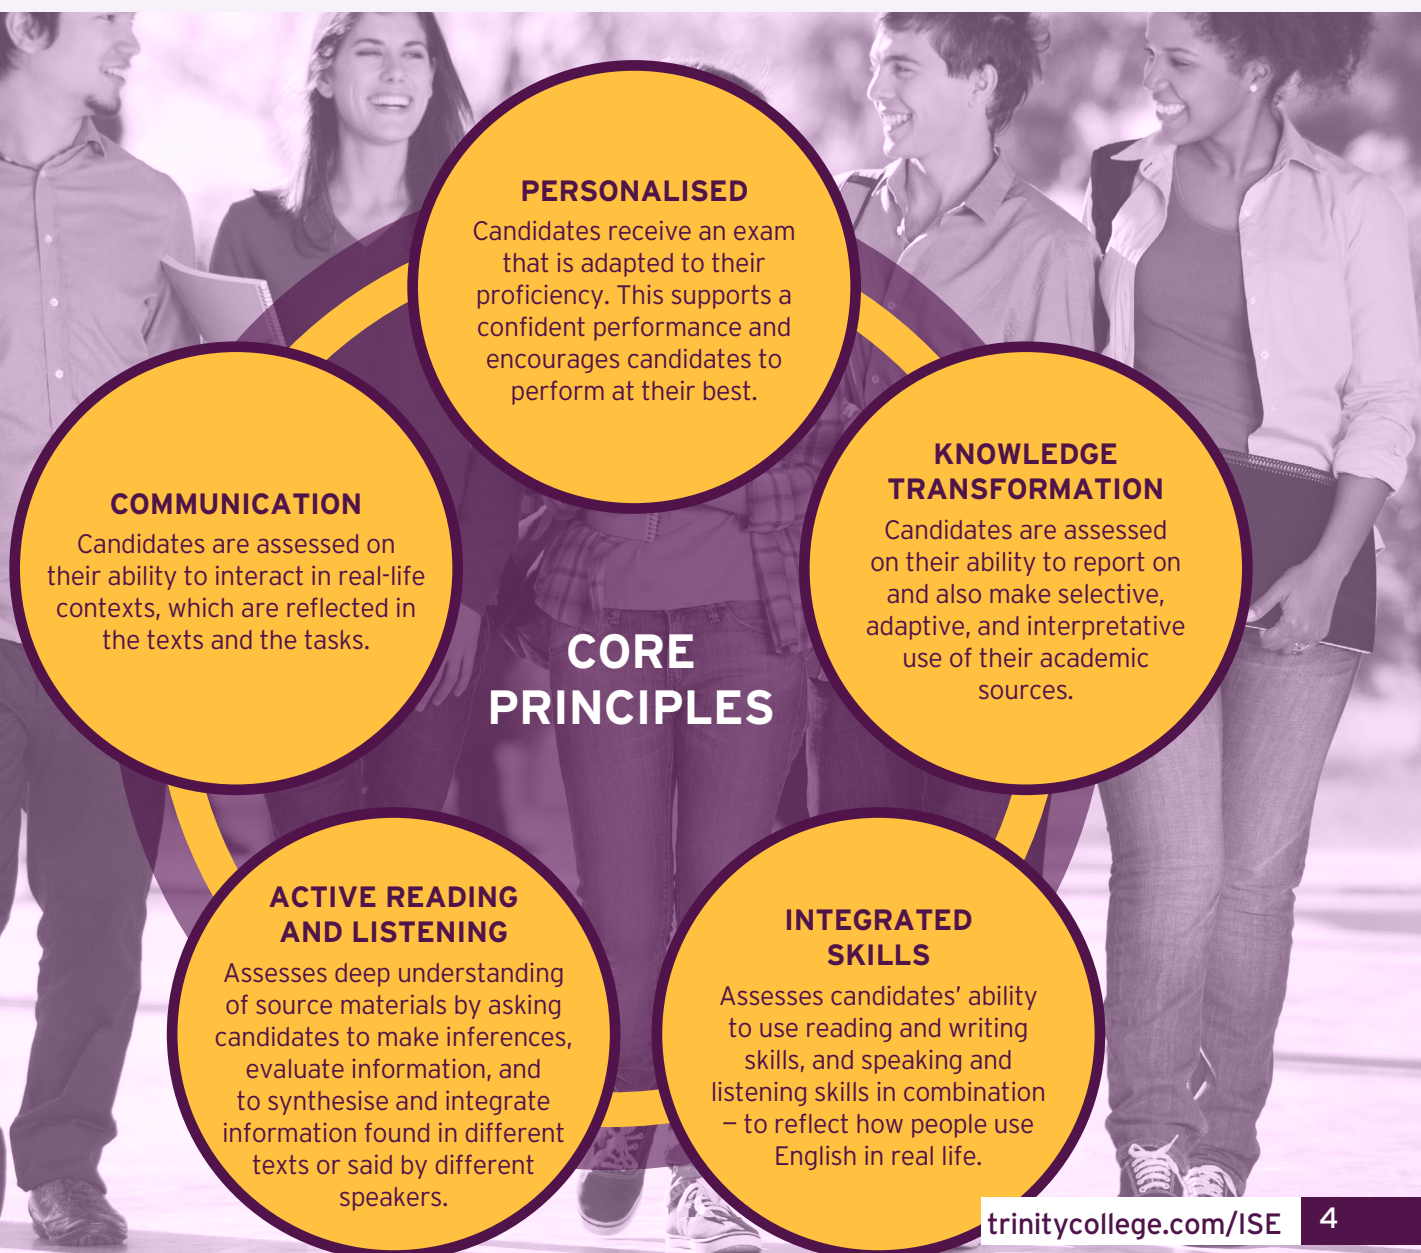 PERSONALISED
Candidates receive an exam
that is adapted to their
proficiency. This supports a
confident performance and
encourages candidates to
perform at their best.
KNOWLEDGE
TRANSFORMATION
Candidates are assessed
on their ability to report on
and also make selective,
adaptive, and interpretative
use of their academic
sources.
COMMUNICATION
Candidates are assessed on
their ability to interact in real-life
contexts, which are reflected in
the texts and the tasks.
CORE
PRINCIPLES
ACTIVE READING
AND LISTENING
Assesses deep understanding
of source materials by asking
candidates to make inferences,
evaluate information, and
to synthesise and integrate
information found in different
texts or said by different
speakers.
INTEGRATED
SKILLS
Assesses candidates’ ability
to use reading and writing
skills, and speaking and
listening skills in combination
– to reflect how people use
English in real life.
trinitycollege.com/ISE 4